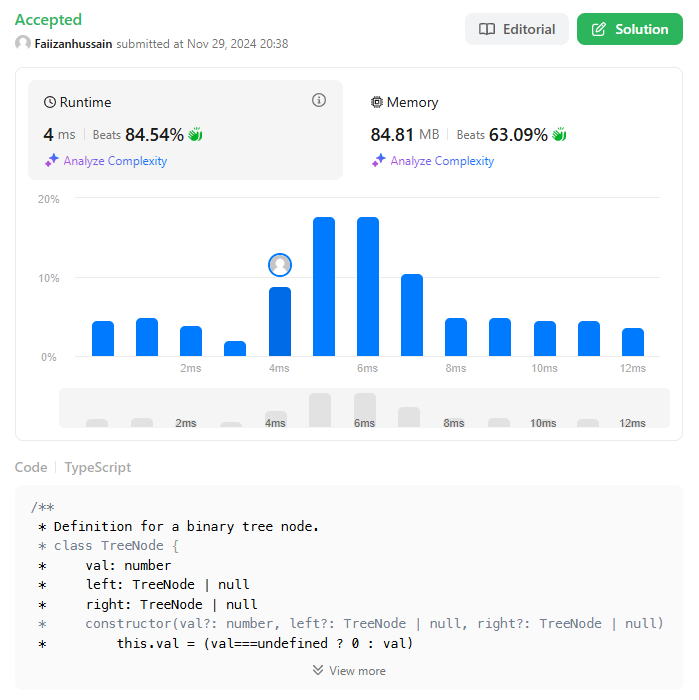 Accepted
Faiizanhussain submitted at Nov 29, 2024 20:38
Editorial
Solution
Runtime
4 ms Beats 84.54%
Analyze Complexity
Memory
84.81 MB Beats 63.09%
Analyze Complexity
20%
10%
0%
2ms 4ms 6ms 8ms 10ms 12ms
2ms 4ms 6ms 8ms 10ms 12ms
Code TypeScript
/**
 * Definition for a binary tree node.
 * class TreeNode {
 *     val: number
 *     left: TreeNode | null
 *     right: TreeNode | null
 *     constructor(val?: number, left?: TreeNode | null, right?: TreeNode | null)
 *         this.val = (val===undefined ? 0 : val)
View more